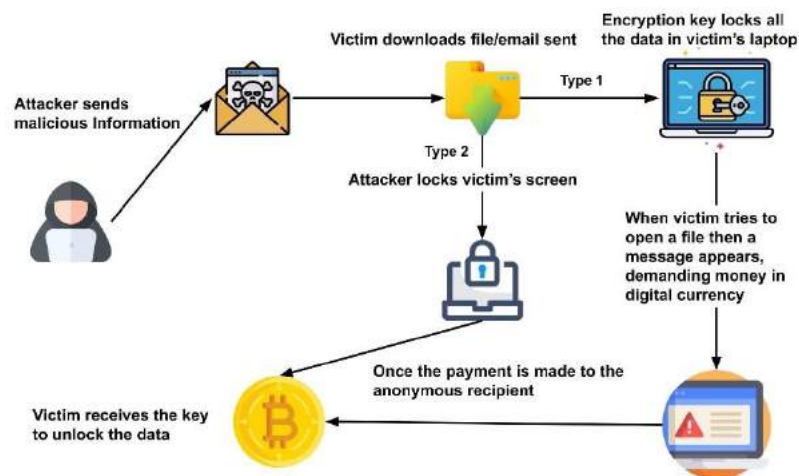 Attacker sends
malicious Information
Victim downloads file/email sent
Type 1
Encryption key locks all
the data in victim's laptop
Type 2
Attacker locks victim's screen
When victim tries to
open a file then a
message appears,
demanding money in
digital currency
Once the payment is made to the
anonymous recipient
Victim receives the key
to unlock the data